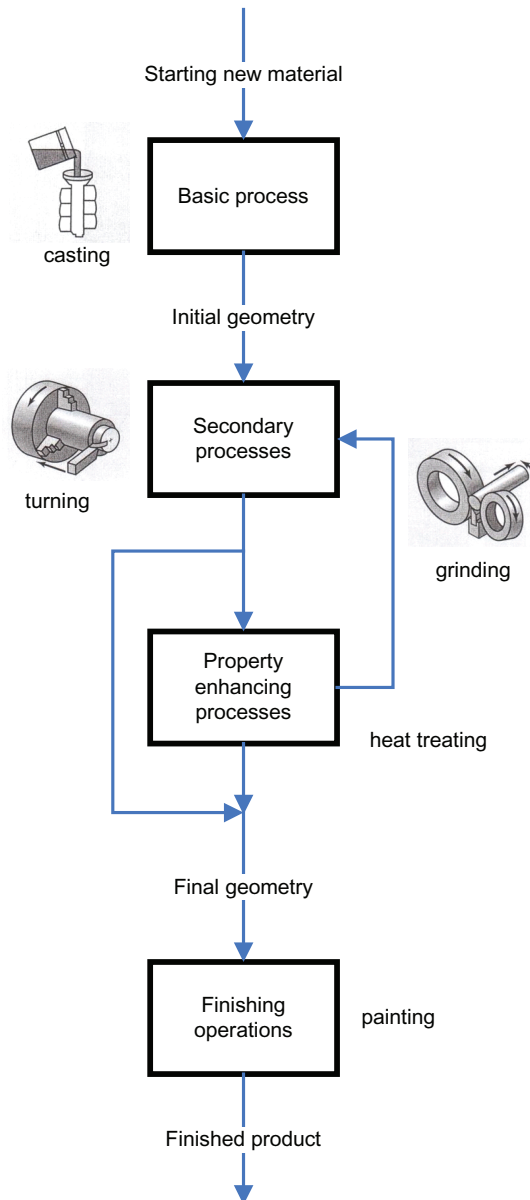 Starting new material
Basic process
casting
Initial geometry
Secondary
processes
turning
grinding
Property
enhancing
processes
heat treating
Final geometry
Finishing
operations
painting
Finished product